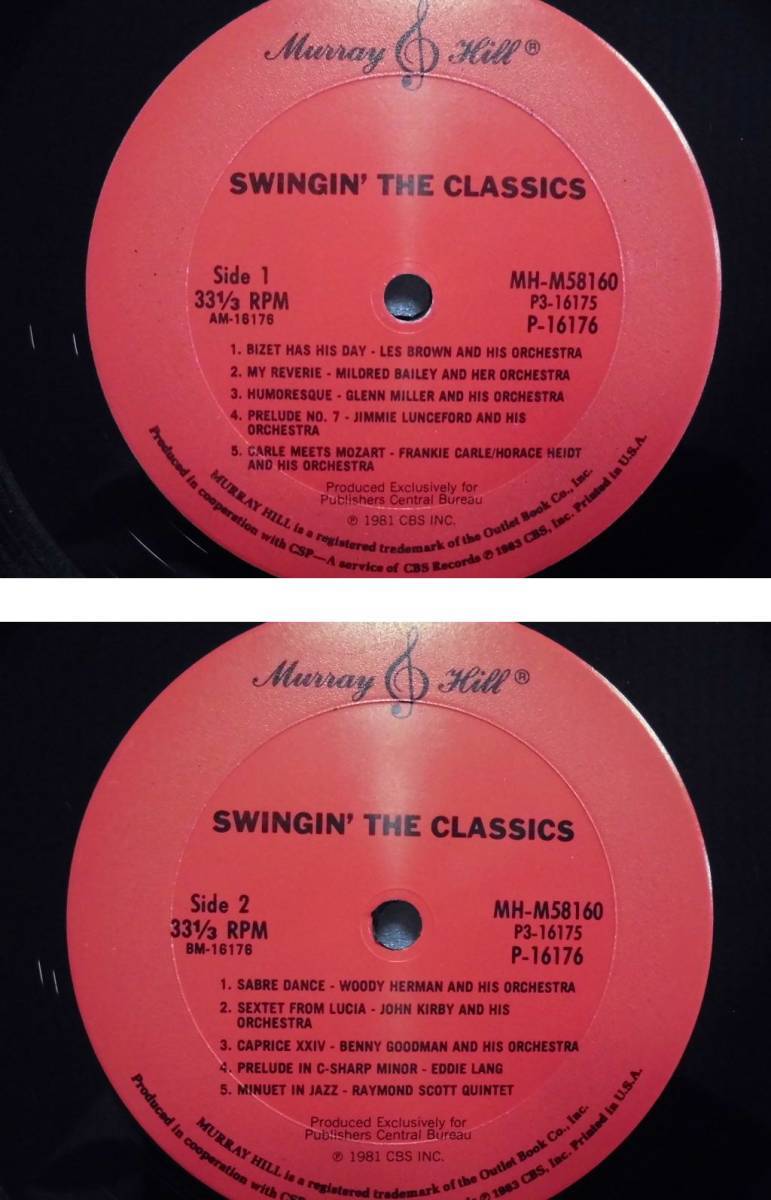 Murray Hill ®
SWINGIN' THE CLASSICS
Side 1
33⅓ RPM
AM-16176
MH-M58160
P3-16175
P-16176
1. BIZET HAS HIS DAY - LES BROWN AND HIS ORCHESTRA
2. MY REVERIE - MILDRED BAILEY AND HER ORCHESTRA
3. HUMORESQUE - GLENN MILLER AND HIS ORCHESTRA
4. PRELUDE NO. 7 - JIMMIE LUNCEFORD AND HIS
ORCHESTRA
5. CARLE MEETS MOZART - FRANKIE CARLE/HORACE HEIDT
AND HIS ORCHESTRA
Produced Exclusively for
Publishers Central Bureau
℗ 1981 CBS INC.
MURRAY HILL is a registered trademark of the Outlet Book Co., Inc.
Produced in cooperation with CSP—A service of CBS Records ℗ 1983 CBS, Inc. Printed in U.S.A.
Murray Hill ®
SWINGIN' THE CLASSICS
Side 2
33⅓ RPM
BM-16176
MH-M58160
P3-16175
P-16176
1. SABRE DANCE - WOODY HERMAN AND HIS ORCHESTRA
2. SEXTET FROM LUCIA - JOHN KIRBY AND HIS
ORCHESTRA
3. CAPRICE XXIV - BENNY GOODMAN AND HIS ORCHESTRA
4. PRELUDE IN C-SHARP MINOR - EDDIE LANG
5. MINUET IN JAZZ - RAYMOND SCOTT QUINTET
Produced Exclusively for
Publishers Central Bureau
℗ 1981 CBS INC.
MURRAY HILL is a registered trademark of the Outlet Book Co., Inc.
Produced in cooperation with ℗ 1983 CBS, Inc. Printed in U.S.A.